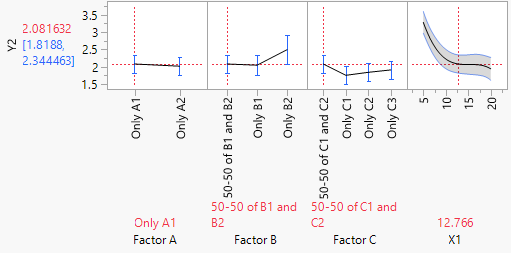 Y2
2.081632
[1.8188,
2.344463]
3.5
3
2.5
2
1.5
Only A1
Only A2
50-50 of B1 and B2
Only B1
Only B2
50-50 of C1 and C2
Only C1
Only C2
Only C3
5
10
15
20
Only A1
Factor A
50-50 of B1 and
B2
Factor B
50-50 of C1 and
C2
Factor C
12.766
X1